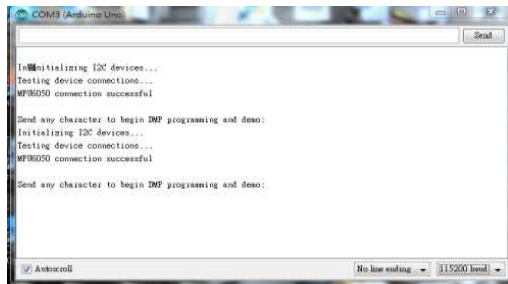 COM3 (Arduino Uno)
Send
Initializing I2C devices...
Testing device connections...
MPU6050 connection successful
Send any character to begin DMP programming and demo:
Initializing I2C devices...
Testing device connections...
MPU6050 connection successful
Send any character to begin DMP programming and demo:
Autoscroll
No line ending
115200 baud